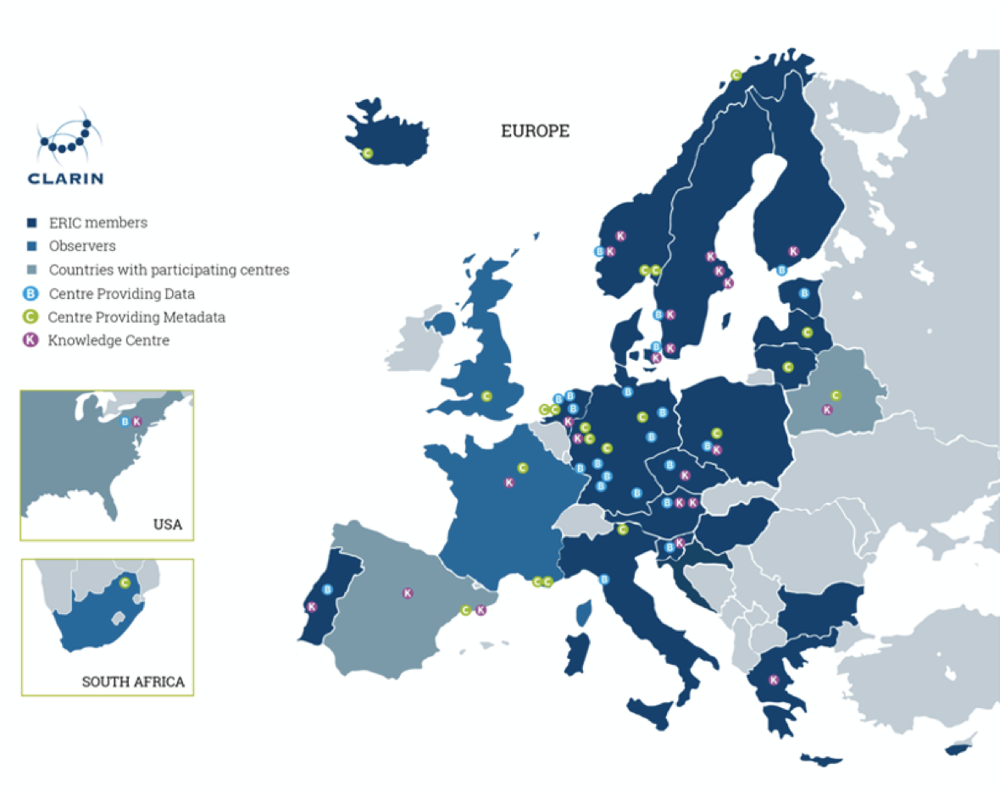 EUROPE
CLARIN
ERIC members
Observers
Countries with participating centres
B Centre Providing Data
C Centre Providing Metadata
K Knowledge Centre
C
C
K
B K
C C
K
K
K
K
B
B
B K
B
K
K
C
C
C
K
C
B B
C C B
K
B
C B
C
K C
B
C
C
B K
B B
B
B
B
K
B
B K K
C
K
C
B K
C
B K
USA
B
C C
B
K
K
C K
C
K
SOUTH AFRICA